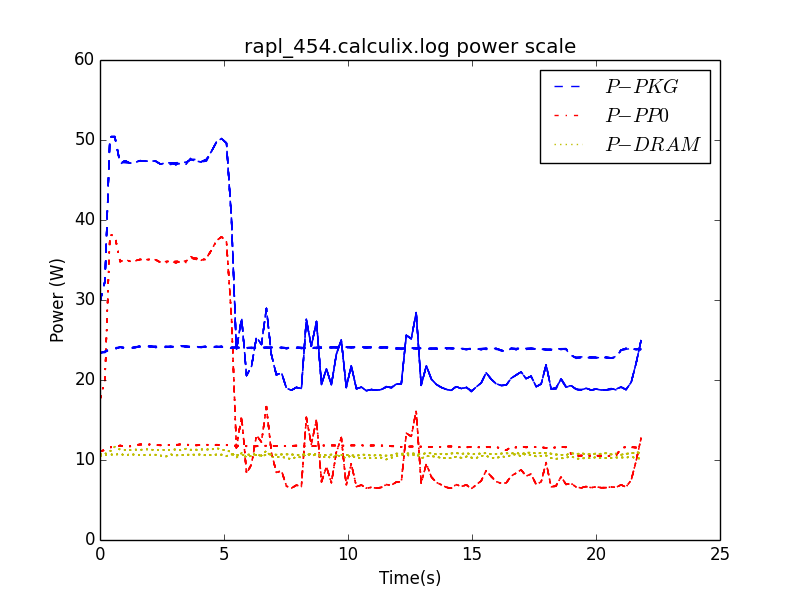 rapl_454.calculix.log power scale
60
50
40
30
20
10
0
Power (W)
P−PKG
P−PP0
P−DRAM
0 5 10 15 20 25
Time(s)